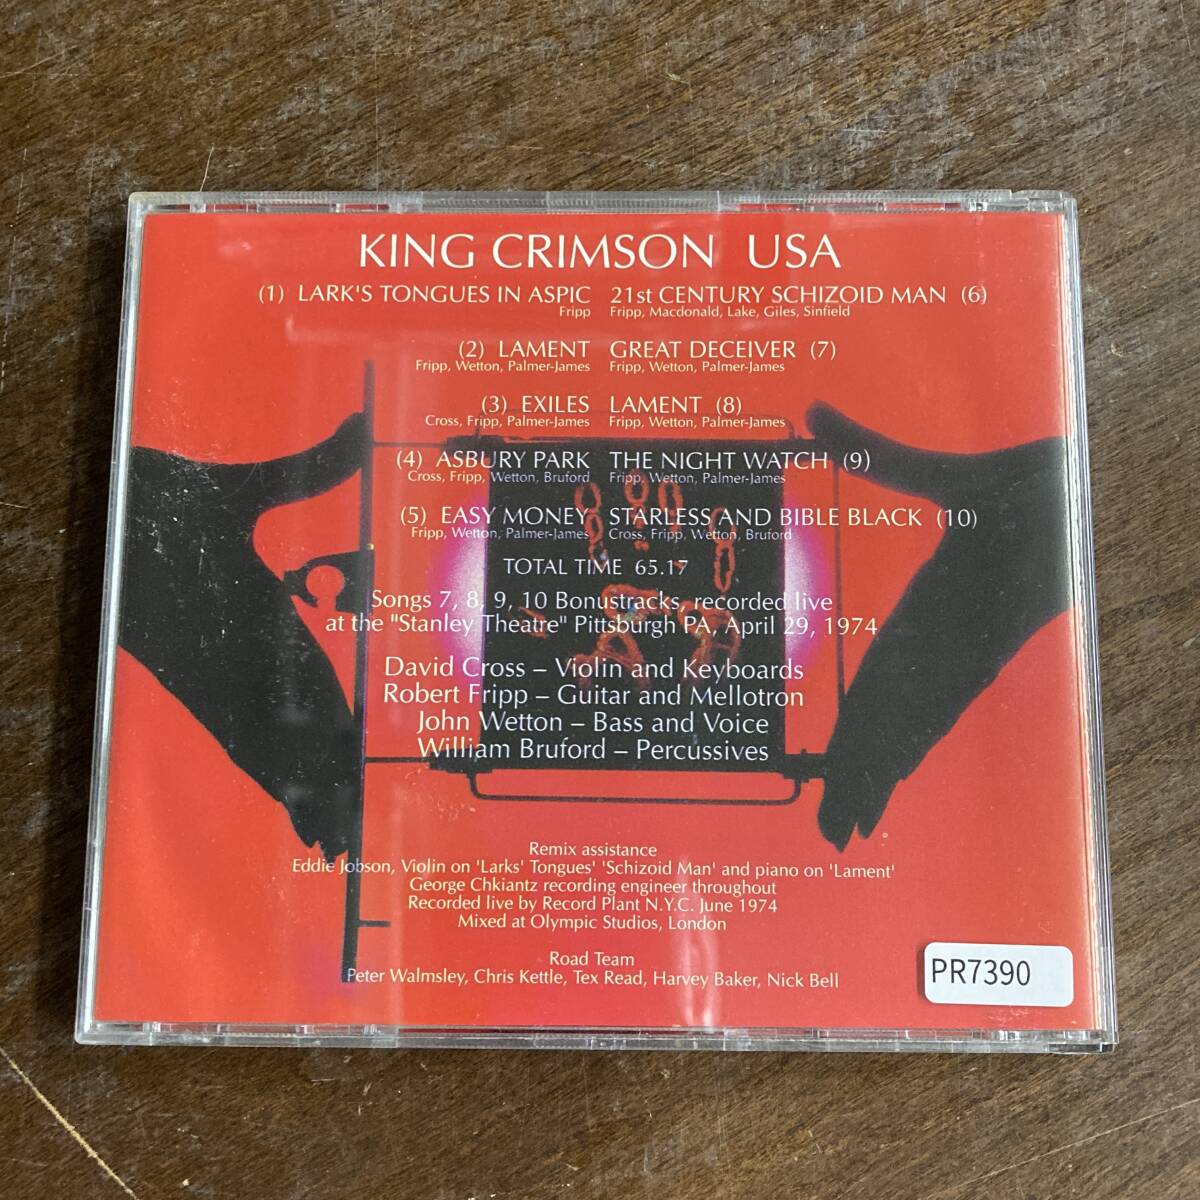 KING CRIMSON USA
(1) LARK'S TONGUES IN ASPIC
Fripp
(2) LAMENT
Fripp, Wetton, Palmer-James
(3) EXILES
Cross, Fripp, Palmer-James
(4) ASBURY PARK
Cross, Fripp, Wetton, Bruford
(5) EASY MONEY
Fripp, Wetton, Palmer-James
21st CENTURY SCHIZOID MAN (6)
Fripp, Macdonald, Lake, Giles, Sinfield
GREAT DECEIVER (7)
Fripp, Wetton, Palmer-James
LAMENT (8)
Fripp, Wetton, Palmer-James
THE NIGHT WATCH (9)
Fripp, Wetton, Palmer-James
STARLESS AND BIBLE BLACK (10)
Cross, Fripp, Wetton, Bruford
TOTAL TIME 65.17
Songs 7, 8, 9, 10 Bonustracks, recorded live
at the "Stanley Theatre" Pittsburgh PA, April 29, 1974
David Cross – Violin and Keyboards
Robert Fripp – Guitar and Mellotron
John Wetton – Bass and Voice
William Bruford – Percussives
Remix assistance
Eddie Jobson, Violin on 'Larks' Tongues' 'Schizoid Man' and piano on 'Lament'
George Chkiantz recording engineer throughout
Recorded live by Record Plant N.Y.C. June 1974
Mixed at Olympic Studios, London
Road Team
Peter Walmsley, Chris Kettle, Tex Read, Harvey Baker, Nick Bell
PR7390